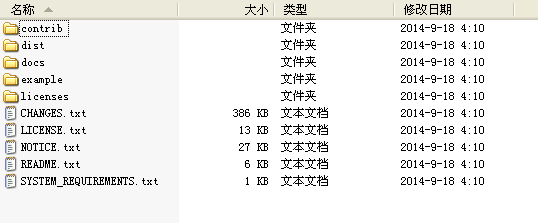 名称 大小 类型 修改日期
contrib 文件夹 2014-9-18 4:10
dist 文件夹 2014-9-18 4:10
docs 文件夹 2014-9-18 4:10
example 文件夹 2014-9-18 4:10
licenses 文件夹 2014-9-18 4:10
CHANGES.txt 386 KB 文本文档 2014-9-18 4:10
LICENSE.txt 13 KB 文本文档 2014-9-18 4:10
NOTICE.txt 27 KB 文本文档 2014-9-18 4:10
README.txt 6 KB 文本文档 2014-9-18 4:10
SYSTEM_REQUIREMENTS.txt 1 KB 文本文档 2014-9-18 4:10